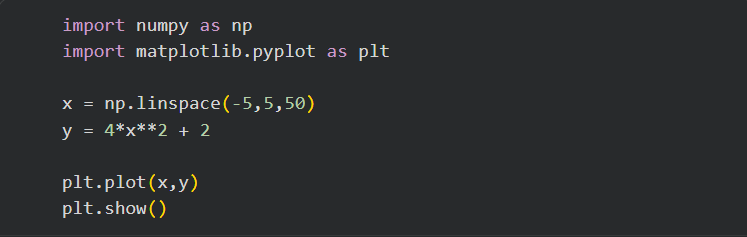 import numpy as np
import matplotlib.pyplot as plt
x = np.linspace(-5,5,50)
y = 4*x**2 + 2
plt.plot(x,y)
plt.show()